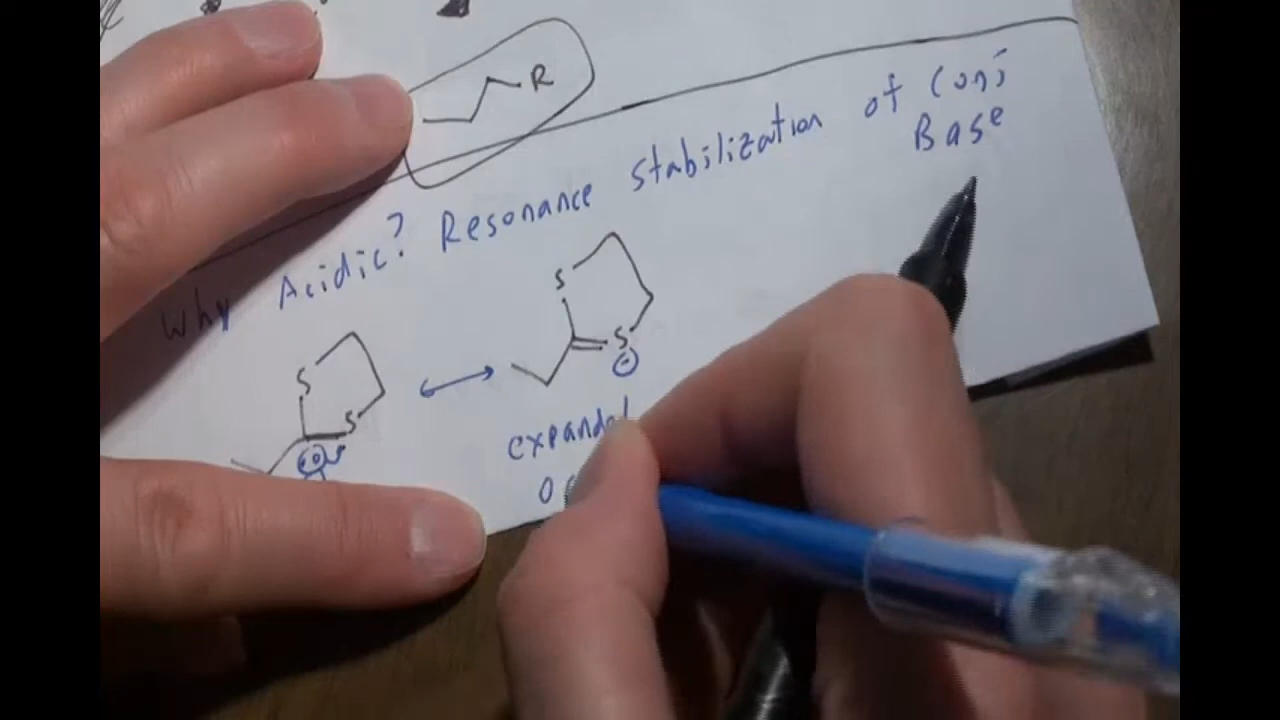 R
Why Acidic? Resonance stabilization of Conj
Base
S
S
S
S
expanded